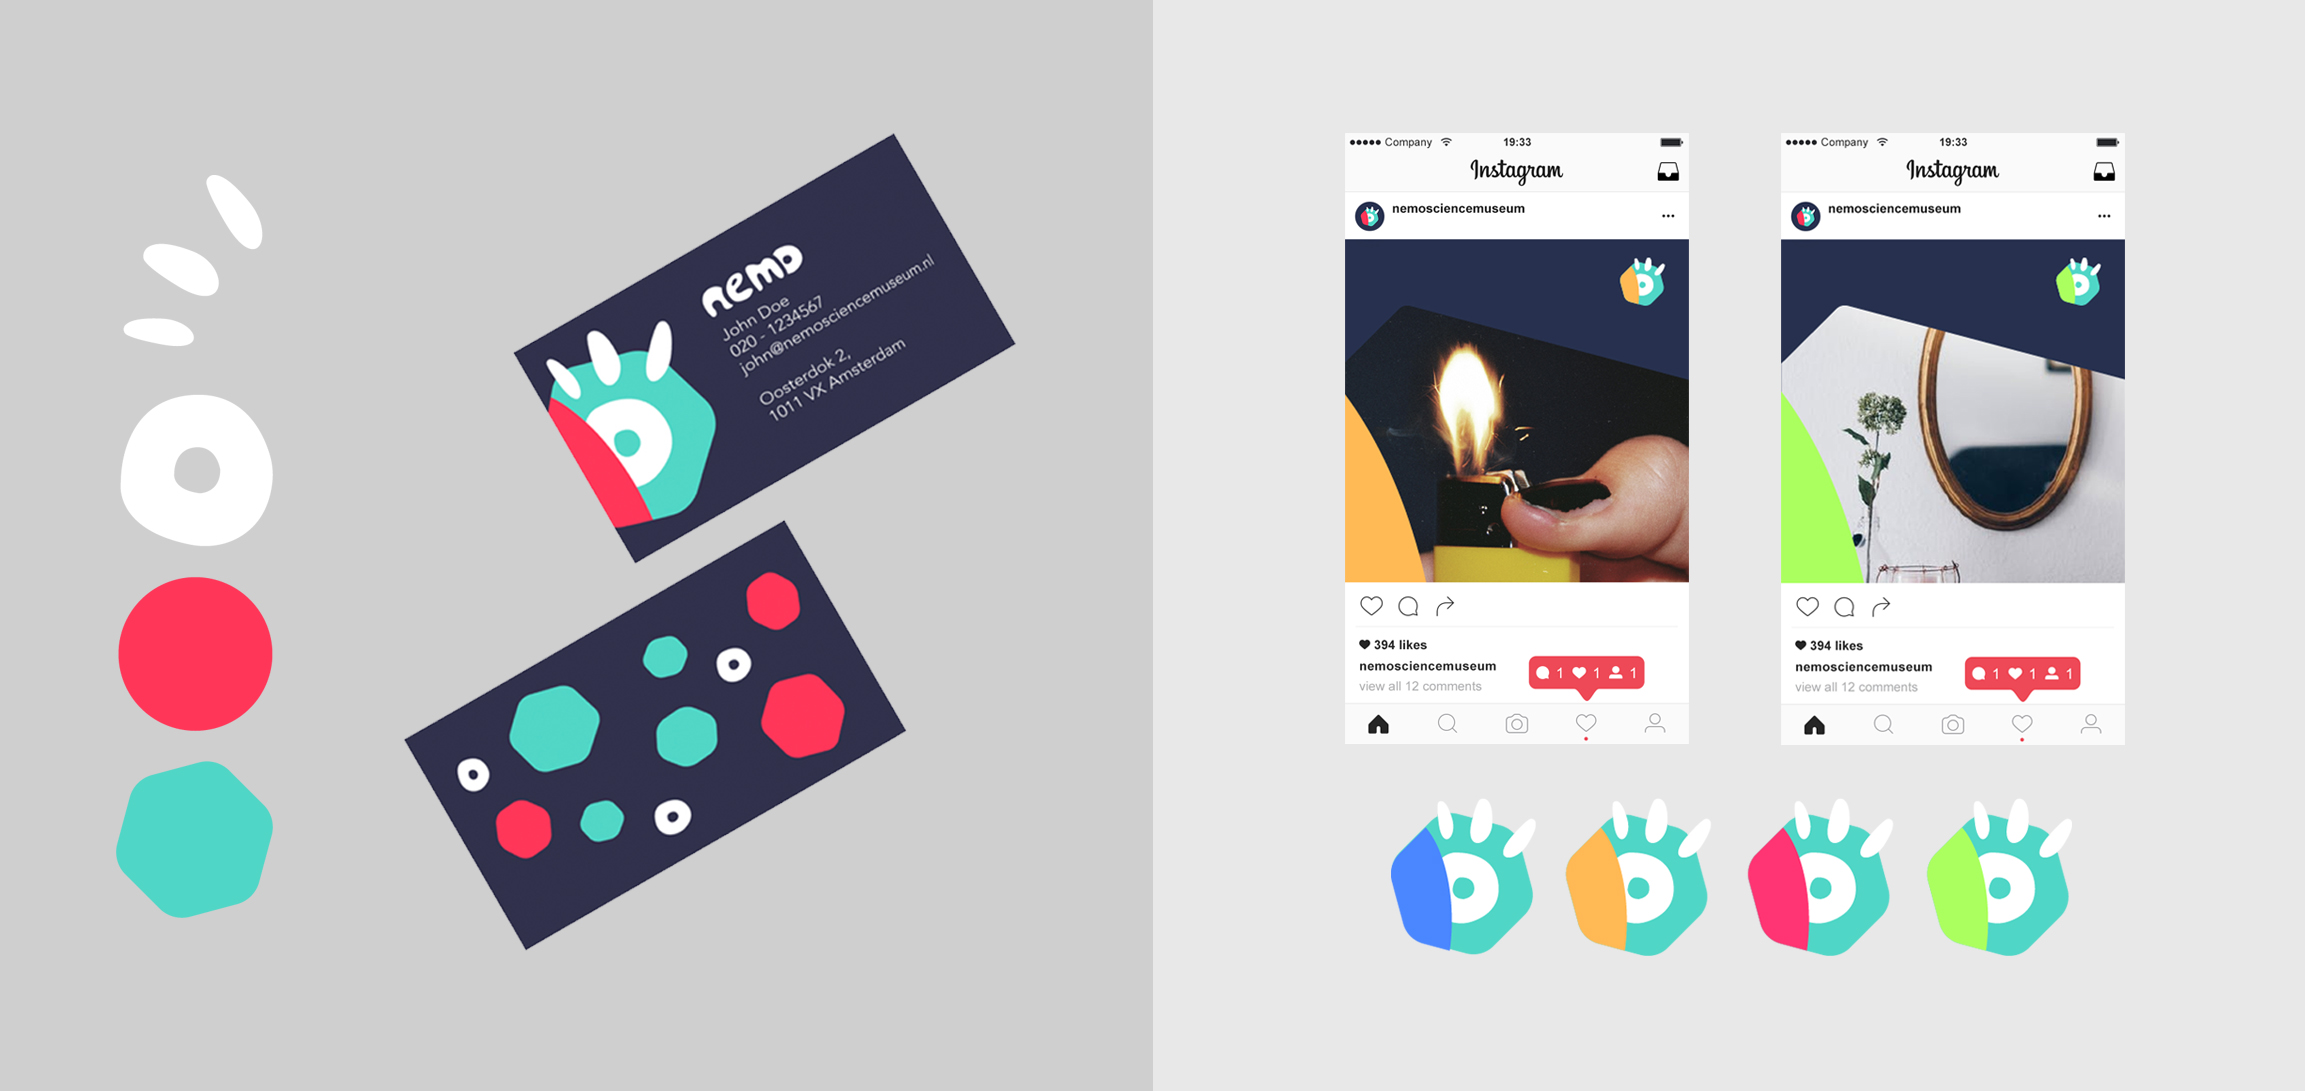 nemo
John Doe
020 - 1234567
john@nemosciencemuseum.nl
Oosterdok 2,
1011 VX Amsterdam
Company
19:33
Instagram
nemosciencemuseum
394 likes
nemosciencemuseum
view all 12 comments
1 1 1
Company
19:33
Instagram
nemosciencemuseum
394 likes
nemosciencemuseum
view all 12 comments
1 1 1